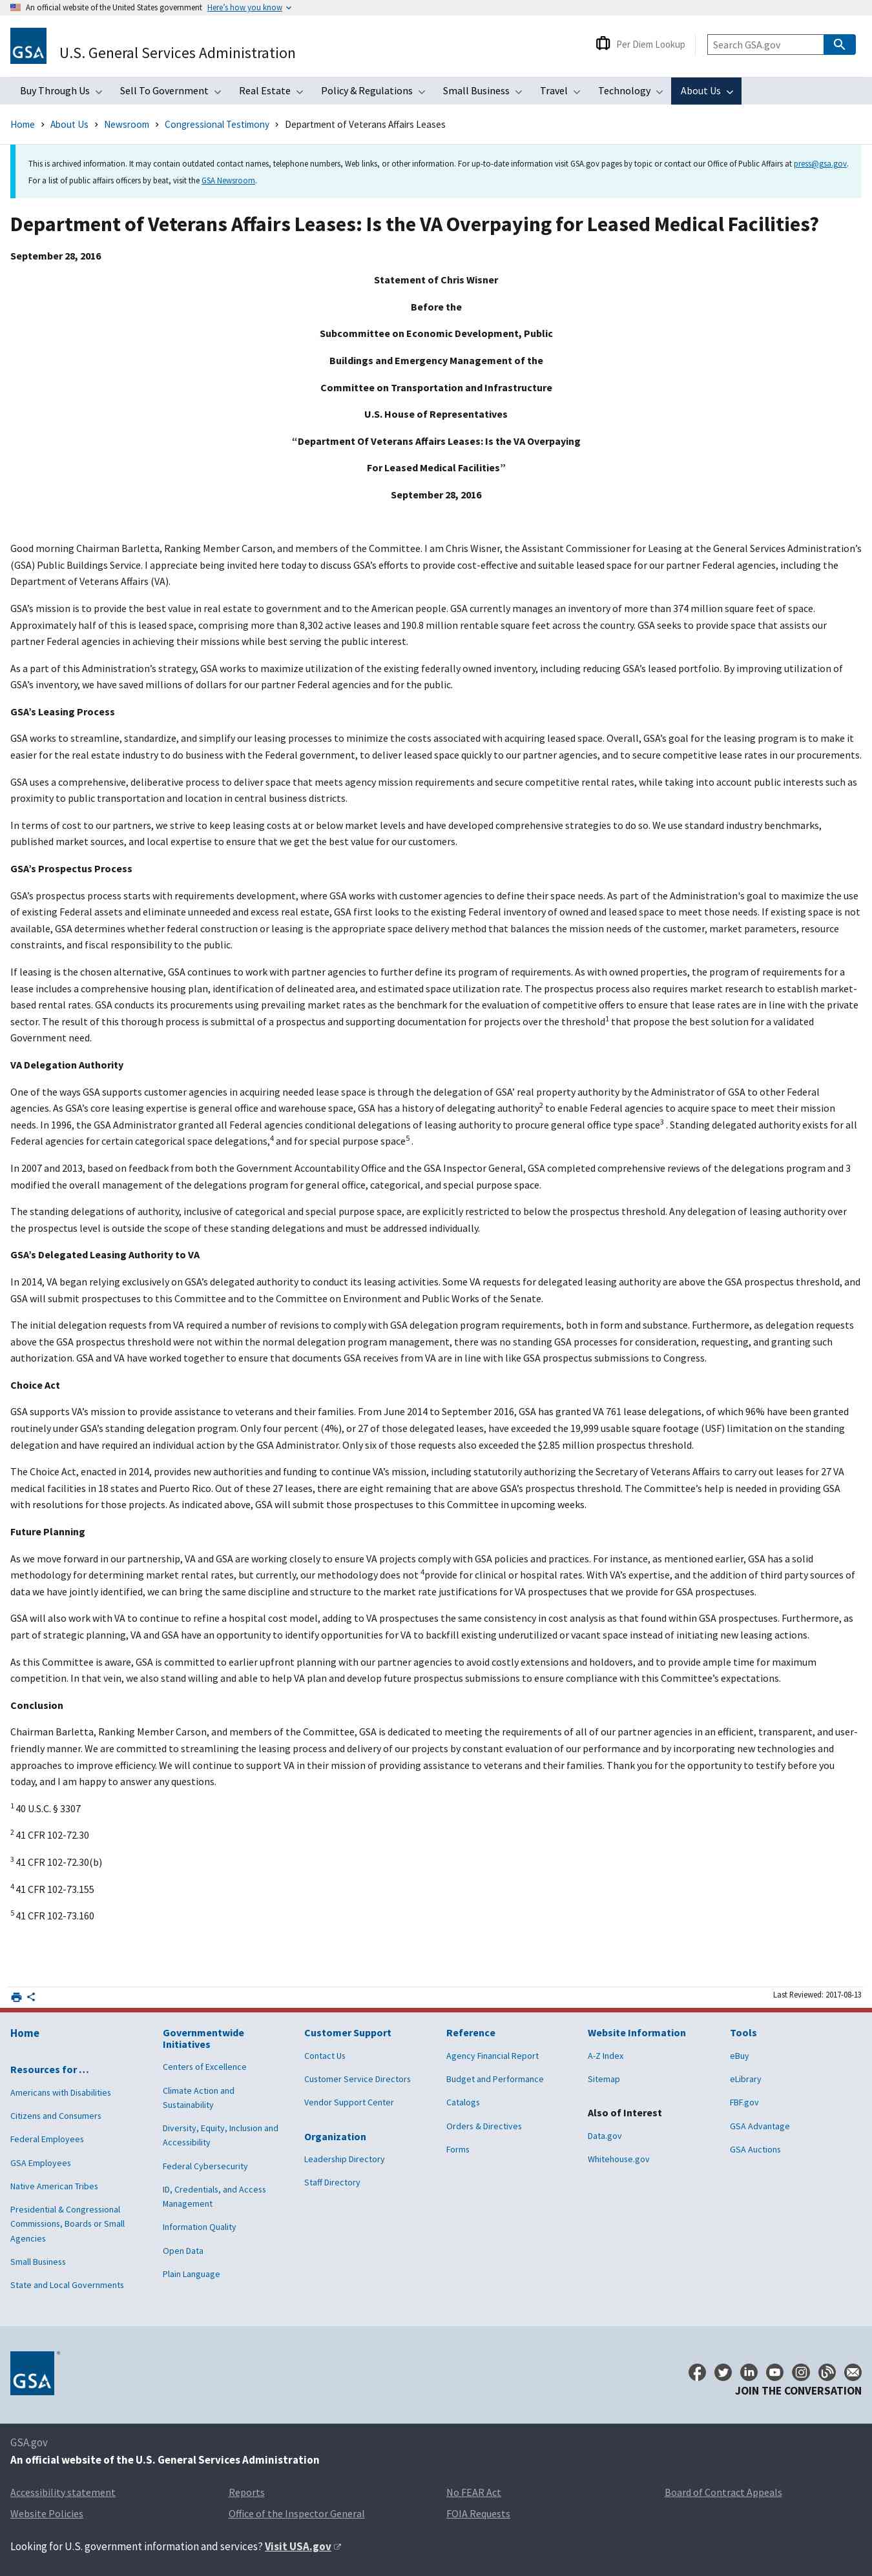 An official website of the United States government Here's how you know
GSA
U.S. General Services Administration
Per Diem Lookup
Search GSA.gov
Buy Through Us
Sell To Government
Real Estate
Policy & Regulations
Small Business
Travel
Technology
About Us
Home > About Us > Newsroom > Congressional Testimony > Department of Veterans Affairs Leases
This is archived information. It may contain outdated contact names, telephone numbers, Web links, or other information. For up-to-date information visit GSA.gov pages by topic or contact our Office of Public Affairs at press@gsa.gov.
For a list of public affairs officers by beat, visit the GSA Newsroom.
Department of Veterans Affairs Leases: Is the VA Overpaying for Leased Medical Facilities?
September 28, 2016
Statement of Chris Wisner
Before the
Subcommittee on Economic Development, Public
Buildings and Emergency Management of the
Committee on Transportation and Infrastructure
U.S. House of Representatives
“Department Of Veterans Affairs Leases: Is the VA Overpaying
For Leased Medical Facilities”
September 28, 2016
Good morning Chairman Barletta, Ranking Member Carson, and members of the Committee. I am Chris Wisner, the Assistant Commissioner for Leasing at the General Services Administration’s
(GSA) Public Buildings Service. I appreciate being invited here today to discuss GSA’s efforts to provide cost-effective and suitable leased space for our partner Federal agencies, including the
Department of Veterans Affairs (VA).
GSA’s mission is to provide the best value in real estate to government and to the American people. GSA currently manages an inventory of more than 374 million square feet of space.
Approximately half of this is leased space, comprising more than 8,302 active leases and 190.8 million rentable square feet across the country. GSA seeks to provide space that assists our
partner Federal agencies in achieving their missions while best serving the public interest.
As a part of this Administration’s strategy, GSA works to maximize utilization of the existing federally owned inventory, including reducing GSA’s leased portfolio. By improving utilization of
GSA’s inventory, we have saved millions of dollars for our partner Federal agencies and for the public.
GSA’s Leasing Process
GSA works to streamline, standardize, and simplify our leasing processes to minimize the costs associated with acquiring leased space. Overall, GSA’s goal for the leasing program is to make it
easier for the real estate industry to do business with the Federal government, to deliver leased space quickly to our partner agencies, and to secure competitive lease rates in our procurements.
GSA uses a comprehensive, deliberative process to deliver space that meets agency mission requirements and secure competitive rental rates, while taking into account public interests such as
proximity to public transportation and location in central business districts.
In terms of cost to our partners, we strive to keep leasing costs at or below market levels and have developed comprehensive strategies to do so. We use standard industry benchmarks,
published market sources, and local expertise to ensure that we get the best value for our customers.
GSA’s Prospectus Process
GSA’s prospectus process starts with requirements development, where GSA works with customer agencies to define their space needs. As part of the Administration's goal to maximize the use
of existing Federal assets and eliminate unneeded and excess real estate, GSA first looks to the existing Federal inventory of owned and leased space to meet those needs. If existing space is not
available, GSA determines whether federal construction or leasing is the appropriate space delivery method that balances the mission needs of the customer, market parameters, resource
constraints, and fiscal responsibility to the public.
If leasing is the chosen alternative, GSA continues to work with partner agencies to further define its program of requirements. As with owned properties, the program of requirements for a
lease includes a comprehensive housing plan, identification of delineated area, and estimated space utilization rate. The prospectus process also requires market research to establish market-
based rental rates. GSA conducts its procurements using prevailing market rates as the benchmark for the evaluation of competitive offers to ensure that lease rates are in line with the private
sector. The result of this thorough process is submittal of a prospectus and supporting documentation for projects over the threshold1 that propose the best solution for a validated
Government need.
VA Delegation Authority
One of the ways GSA supports customer agencies in acquiring needed lease space is through the delegation of GSA’ real property authority by the Administrator of GSA to other Federal
agencies. As GSA’s core leasing expertise is general office and warehouse space, GSA has a history of delegating authority2 to enable Federal agencies to acquire space to meet their mission
needs. In 1996, the GSA Administrator granted all Federal agencies conditional delegations of leasing authority to procure general office type space3 . Standing delegated authority exists for all
Federal agencies for certain categorical space delegations,4 and for special purpose space5 .
In 2007 and 2013, based on feedback from both the Government Accountability Office and the GSA Inspector General, GSA completed comprehensive reviews of the delegations program and 3
modified the overall management of the delegations program for general office, categorical, and special purpose space.
The standing delegations of authority, inclusive of categorical and special purpose space, are explicitly restricted to below the prospectus threshold. Any delegation of leasing authority over
the prospectus level is outside the scope of these standing delegations and must be addressed individually.
GSA’s Delegated Leasing Authority to VA
In 2014, VA began relying exclusively on GSA’s delegated authority to conduct its leasing activities. Some VA requests for delegated leasing authority are above the GSA prospectus threshold, and
GSA will submit prospectuses to this Committee and to the Committee on Environment and Public Works of the Senate.
The initial delegation requests from VA required a number of revisions to comply with GSA delegation program requirements, both in form and substance. Furthermore, as delegation requests
above the GSA prospectus threshold were not within the normal delegation program management, there was no standing GSA processes for consideration, requesting, and granting such
authorization. GSA and VA have worked together to ensure that documents GSA receives from VA are in line with like GSA prospectus submissions to Congress.
Choice Act
GSA supports VA’s mission to provide assistance to veterans and their families. From June 2014 to September 2016, GSA has granted VA 761 lease delegations, of which 96% have been granted
routinely under GSA’s standing delegation program. Only four percent (4%), or 27 of those delegated leases, have exceeded the 19,999 usable square footage (USF) limitation on the standing
delegation and have required an individual action by the GSA Administrator. Only six of those requests also exceeded the $2.85 million prospectus threshold.
The Choice Act, enacted in 2014, provides new authorities and funding to continue VA’s mission, including statutorily authorizing the Secretary of Veterans Affairs to carry out leases for 27 VA
medical facilities in 18 states and Puerto Rico. Out of these 27 leases, there are eight remaining that are above GSA’s prospectus threshold. The Committee’s help is needed in providing GSA
with resolutions for those projects. As indicated above, GSA will submit those prospectuses to this Committee in upcoming weeks.
Future Planning
As we move forward in our partnership, VA and GSA are working closely to ensure VA projects comply with GSA policies and practices. For instance, as mentioned earlier, GSA has a solid
methodology for determining market rental rates, but currently, our methodology does not 4provide for clinical or hospital rates. With VA’s expertise, and the addition of third party sources of
data we have jointly identified, we can bring the same discipline and structure to the market rate justifications for VA prospectuses that we provide for GSA prospectuses.
GSA will also work with VA to continue to refine a hospital cost model, adding to VA prospectuses the same consistency in cost analysis as that found within GSA prospectuses. Furthermore, as
part of strategic planning, VA and GSA have an opportunity to identify opportunities for VA to backfill existing underutilized or vacant space instead of initiating new leasing actions.
As this Committee is aware, GSA is committed to earlier upfront planning with our partner agencies to avoid costly extensions and holdovers, and to provide ample time for maximum
competition. In that vein, we also stand willing and able to help VA plan and develop future prospectus submissions to ensure compliance with this Committee’s expectations.
Conclusion
Chairman Barletta, Ranking Member Carson, and members of the Committee, GSA is dedicated to meeting the requirements of all of our partner agencies in an efficient, transparent, and user-
friendly manner. We are committed to streamlining the leasing process and delivery of our projects by constant evaluation of our performance and by incorporating new technologies and
approaches to improve efficiency. We will continue to support VA in their mission of providing assistance to veterans and their families. Thank you for the opportunity to testify before you
today, and I am happy to answer any questions.
1 40 U.S.C. § 3307
2 41 CFR 102-72.30
3 41 CFR 102-72.30(b)
4 41 CFR 102-73.155
5 41 CFR 102-73.160
Last Reviewed: 2017-08-13
Home
Resources for …
Americans with Disabilities
Citizens and Consumers
Federal Employees
GSA Employees
Native American Tribes
Presidential & Congressional
Commissions, Boards or Small
Agencies
Small Business
State and Local Governments
Governmentwide
Initiatives
Centers of Excellence
Climate Action and
Sustainability
Diversity, Equity, Inclusion and
Accessibility
Federal Cybersecurity
ID, Credentials, and Access
Management
Information Quality
Open Data
Plain Language
Customer Support
Contact Us
Customer Service Directors
Vendor Support Center
Organization
Leadership Directory
Staff Directory
Reference
Agency Financial Report
Budget and Performance
Catalogs
Orders & Directives
Forms
Website Information
A-Z Index
Sitemap
Also of Interest
Data.gov
Whitehouse.gov
Tools
eBuy
eLibrary
FBF.gov
GSA Advantage
GSA Auctions
GSA ®
JOIN THE CONVERSATION
GSA.gov
An official website of the U.S. General Services Administration
Accessibility statement
Reports
No FEAR Act
Board of Contract Appeals
Website Policies
Office of the Inspector General
FOIA Requests
Looking for U.S. government information and services? Visit USA.gov